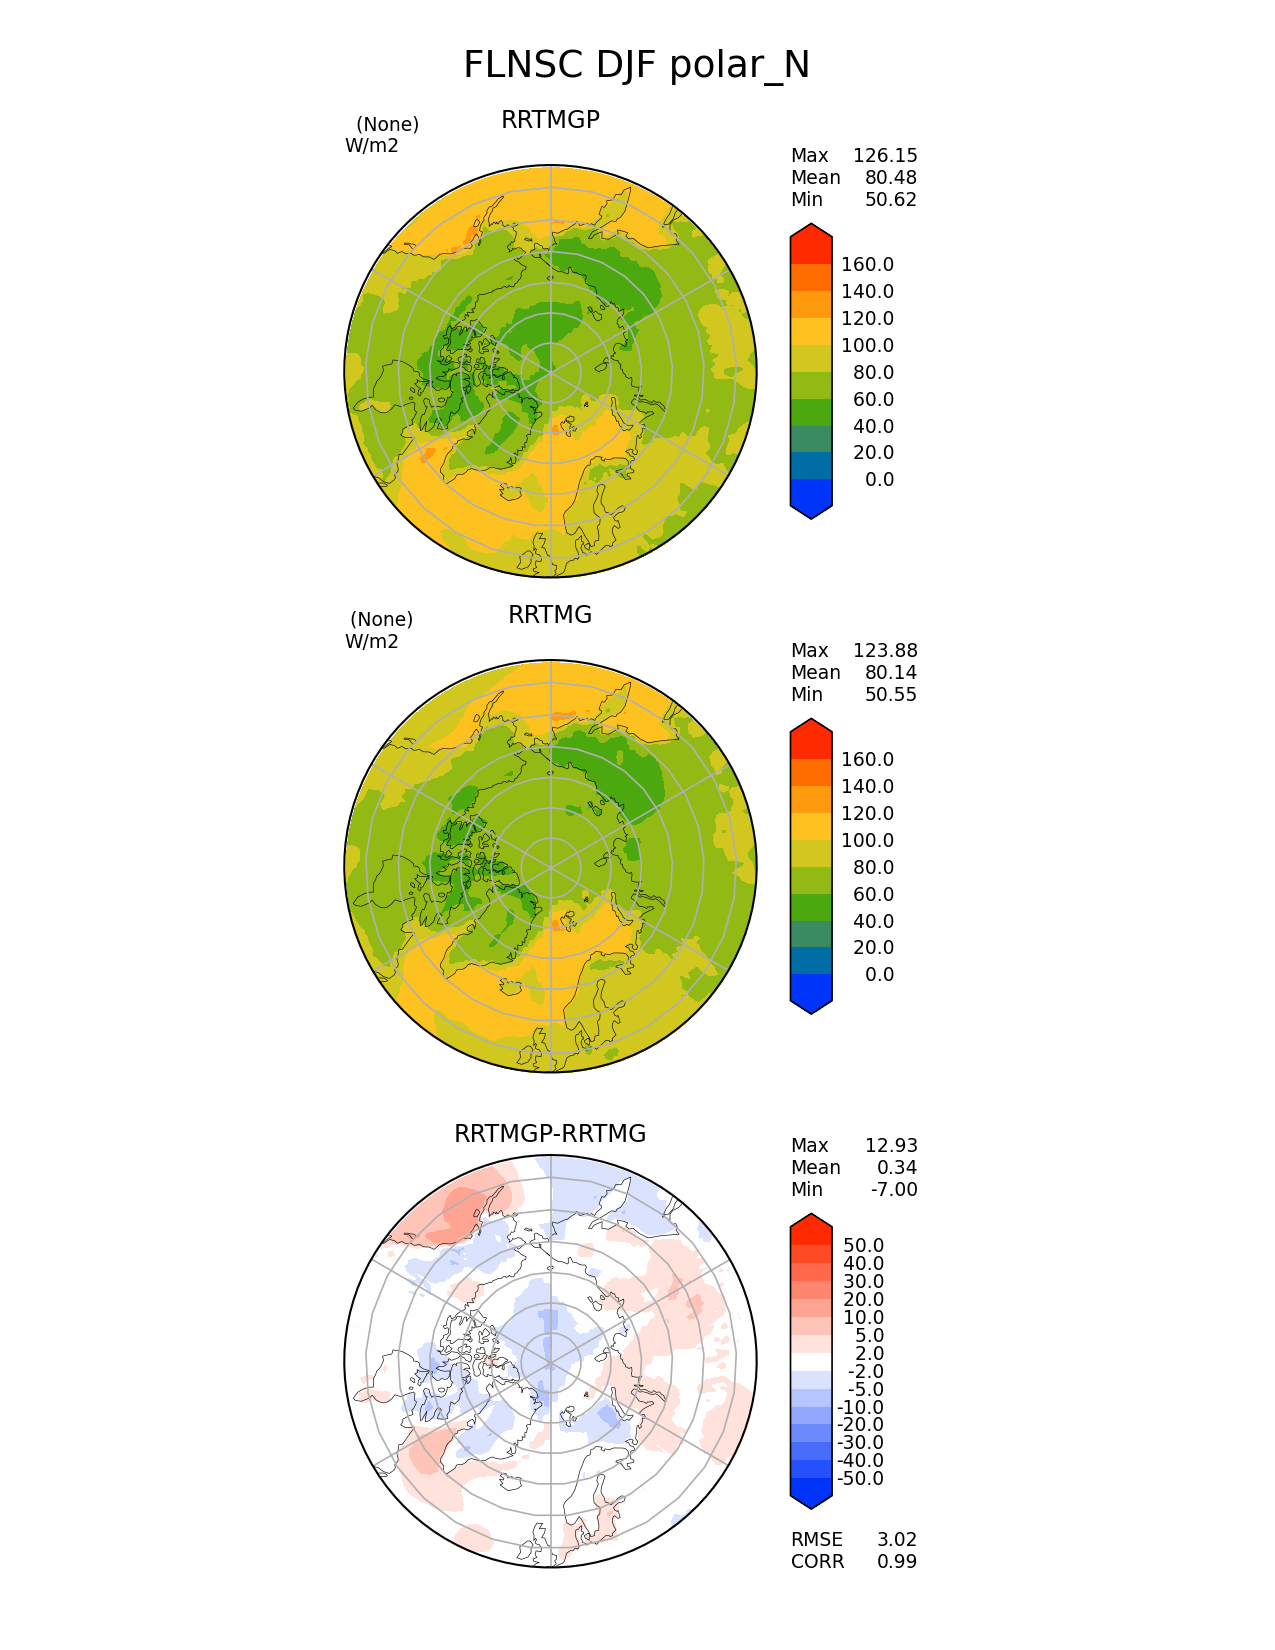 FLNSC DJF polar_N
RRTMGP
(None)
W/m2
Max 126.15
Mean 80.48
Min 50.62
160.0
140.0
120.0
100.0
80.0
60.0
40.0
20.0
0.0
RRTMG
(None)
W/m2
Max 123.88
Mean 80.14
Min 50.55
160.0
140.0
120.0
100.0
80.0
60.0
40.0
20.0
0.0
RRTMGP-RRTMG
Max 12.93
Mean 0.34
Min -7.00
50.0
40.0
30.0
20.0
10.0
5.0
2.0
-2.0
-5.0
-10.0
-20.0
-30.0
-40.0
-50.0
RMSE 3.02
CORR 0.99